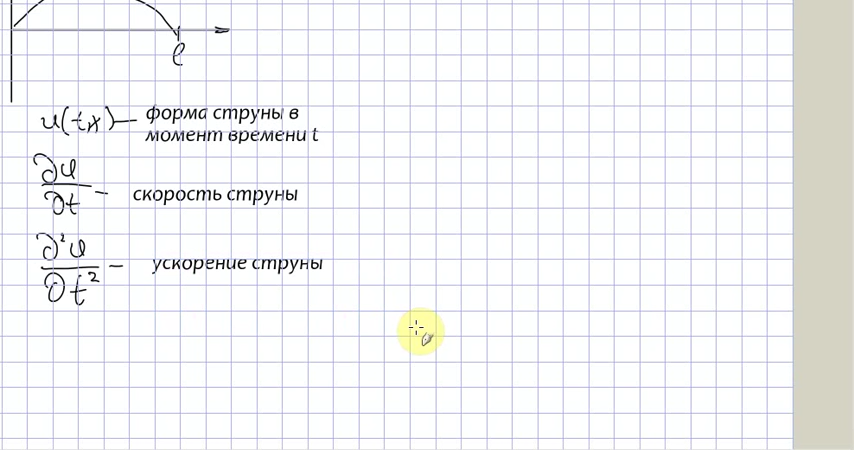 ℓ
u(t,x) — форма струны в
момент времени t
∂u/∂t — скорость струны
∂²u/∂t² — ускорение струны